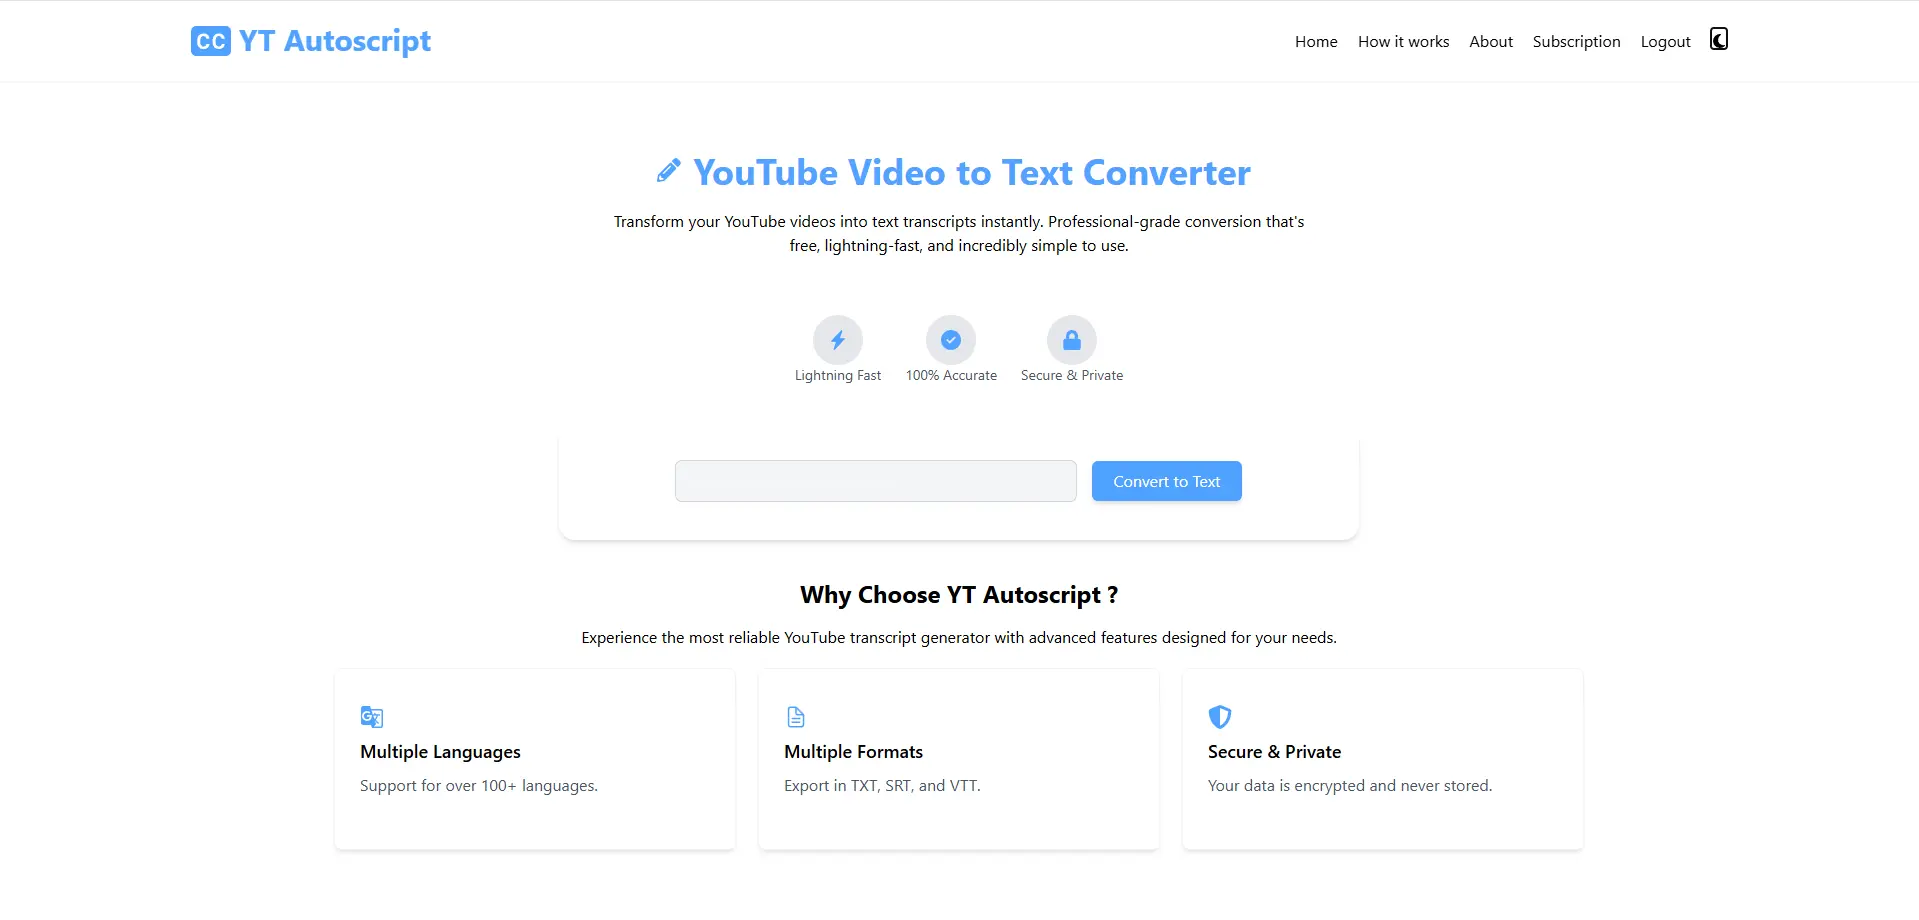 CC YT Autoscript
Home How it works About Subscription Logout
YouTube Video to Text Converter
Transform your YouTube videos into text transcripts instantly. Professional-grade conversion that's
free, lightning-fast, and incredibly simple to use.
Lightning Fast 100% Accurate Secure & Private
Convert to Text
Why Choose YT Autoscript ?
Experience the most reliable YouTube transcript generator with advanced features designed for your needs.
Multiple Languages
Support for over 100+ languages.
Multiple Formats
Export in TXT, SRT, and VTT.
Secure & Private
Your data is encrypted and never stored.